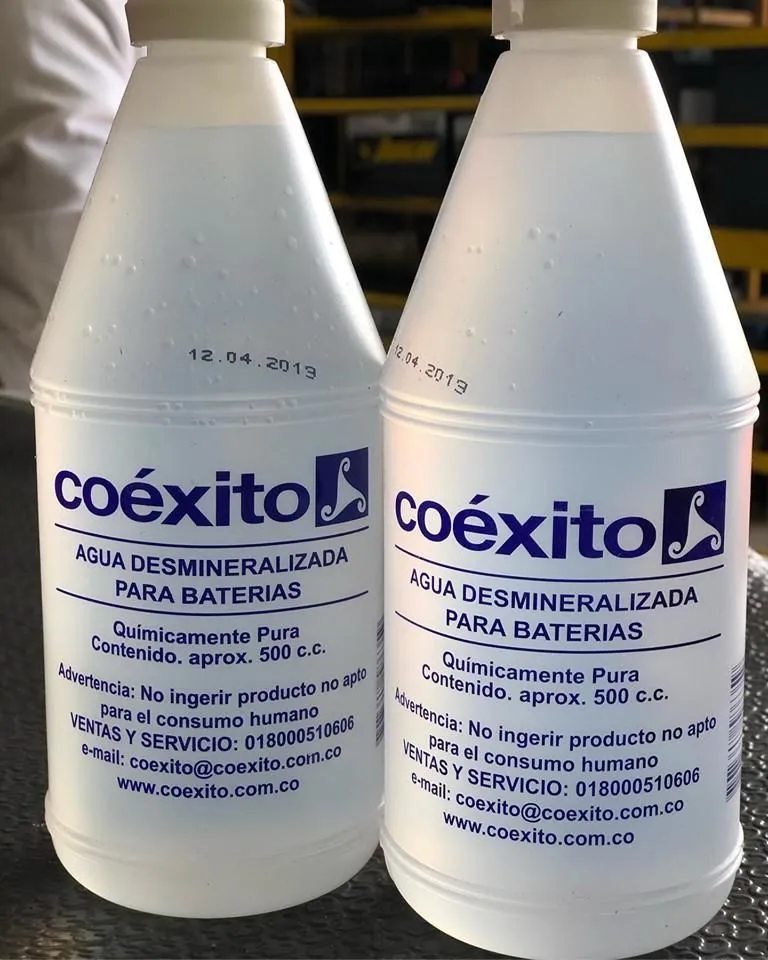 12.04.2019
coéxito
AGUA DESMINERALIZADA
PARA BATERIAS
Químicamente Pura
Contenido. aprox. 500 c.c.
Advertencia: No ingerir producto no apto
para el consumo humano
VENTAS Y SERVICIO: 018000510606
e-mail: coexito@coexito.com.co
www.coexito.com.co
12.04.2019
coéxito
AGUA DESMINERALIZADA
PARA BATERIAS
Químicamente Pura
Contenido. aprox. 500 c.c.
Advertencia: No ingerir producto no apto
para el consumo humano
VENTAS Y SERVICIO: 018000510606
e-mail: coexito@coexito.com.co
www.coexito.com.co